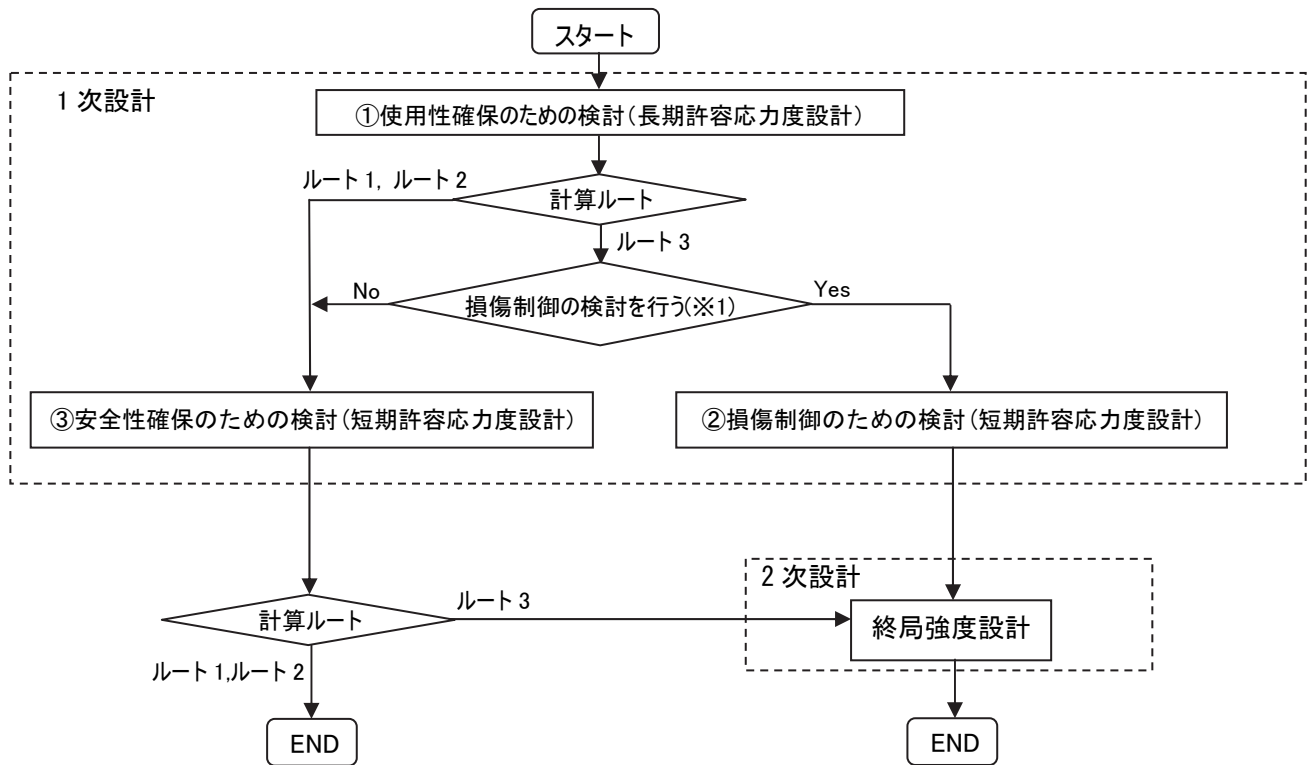 スタート
1 次設計
①使用性確保のための検討(長期許容応力度設計)
ルート 1, ルート 2
計算ルート
ルート 3
No
損傷制御の検討を行う(※1)
Yes
③安全性確保のための検討(短期許容応力度設計)
②損傷制御のための検討(短期許容応力度設計)
2 次設計
計算ルート
ルート 3
終局強度設計
ルート 1,ルート 2
END
END